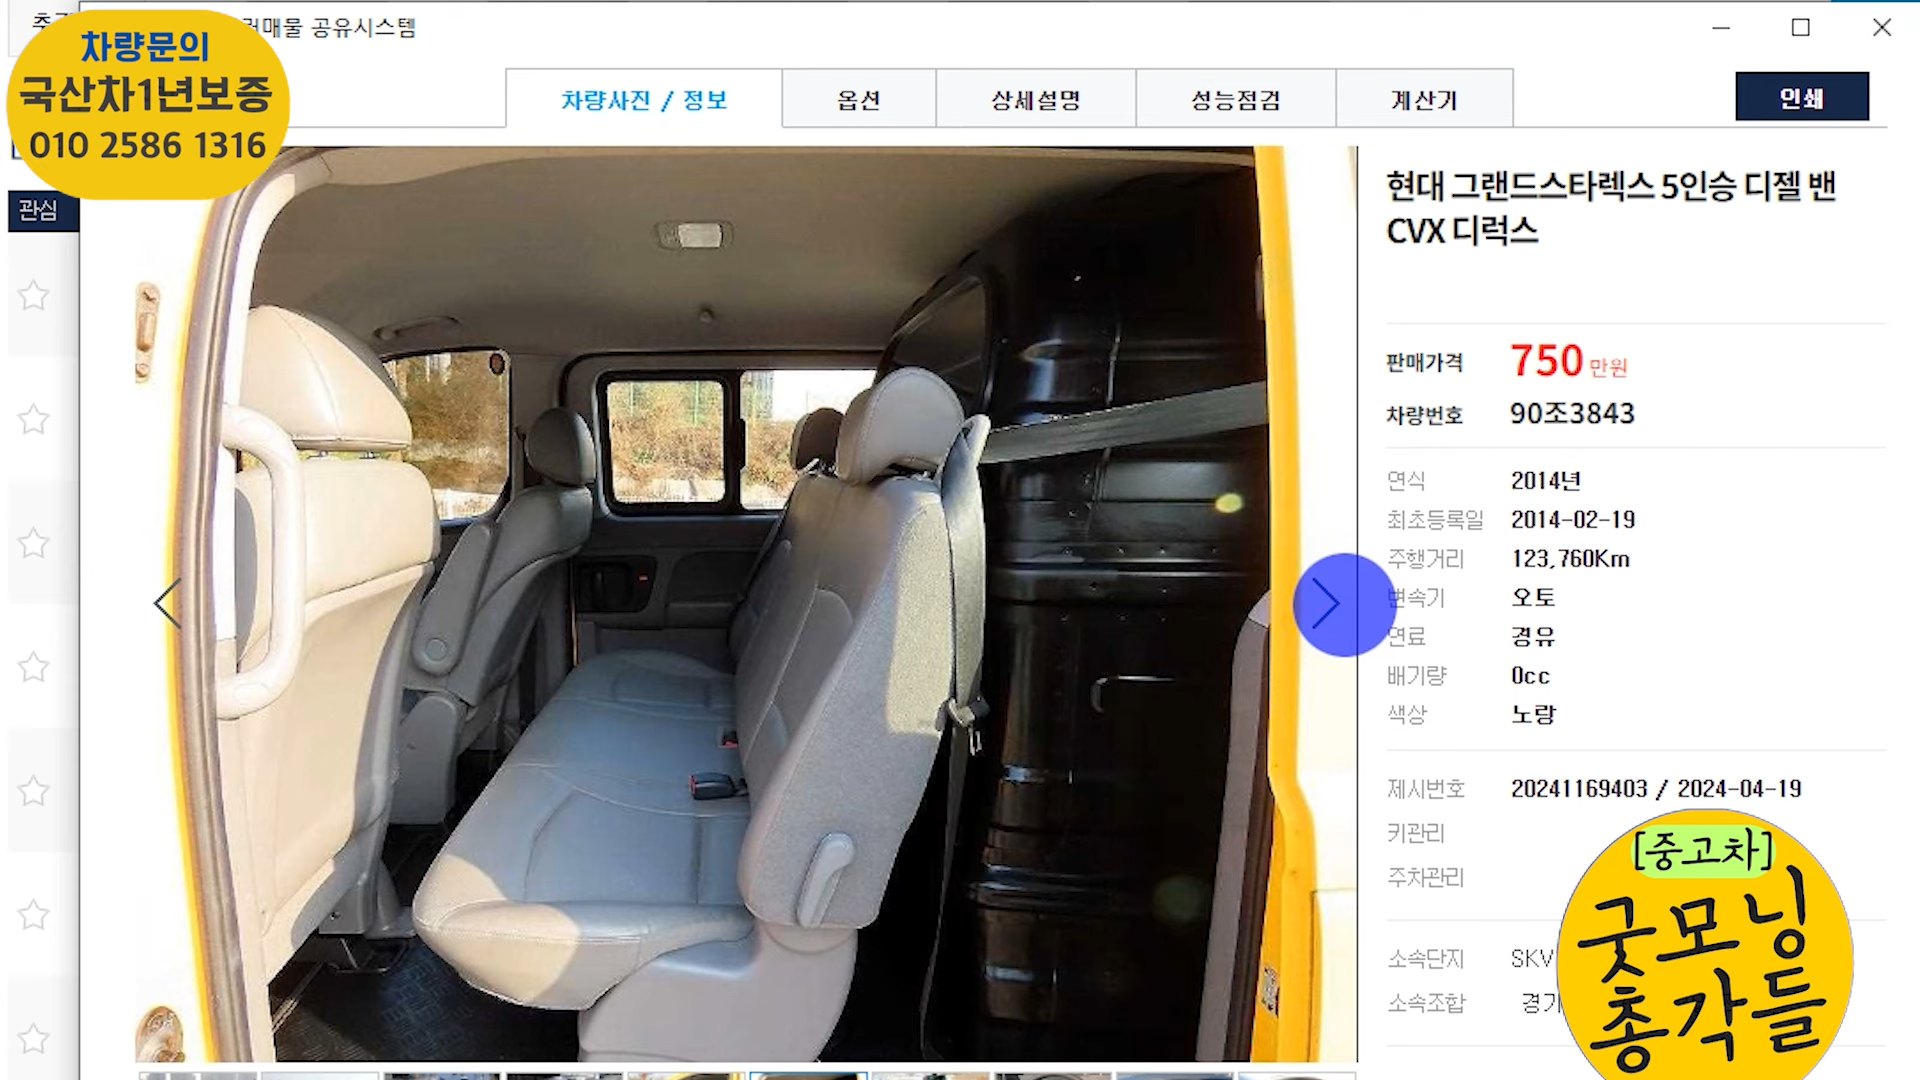 차량문의
국산차1년보증
010 2586 1316
매물 공유시스템
차량사진 / 정보
옵션
상세설명
성능점검
계산기
인쇄
관심
현대 그랜드스타렉스 5인승 디젤 밴
CVX 디럭스
판매가격 750 만원
차량번호 90조3843
연식 2014년
최초등록일 2014-02-19
주행거리 123,760Km
변속기 오토
연료 경유
배기량 0cc
색상 노랑
제시번호 20241169403 / 2024-04-19
키관리
주차관리
소속단지 SKV
소속조합 경기
[중고차]
굿모닝
총각들